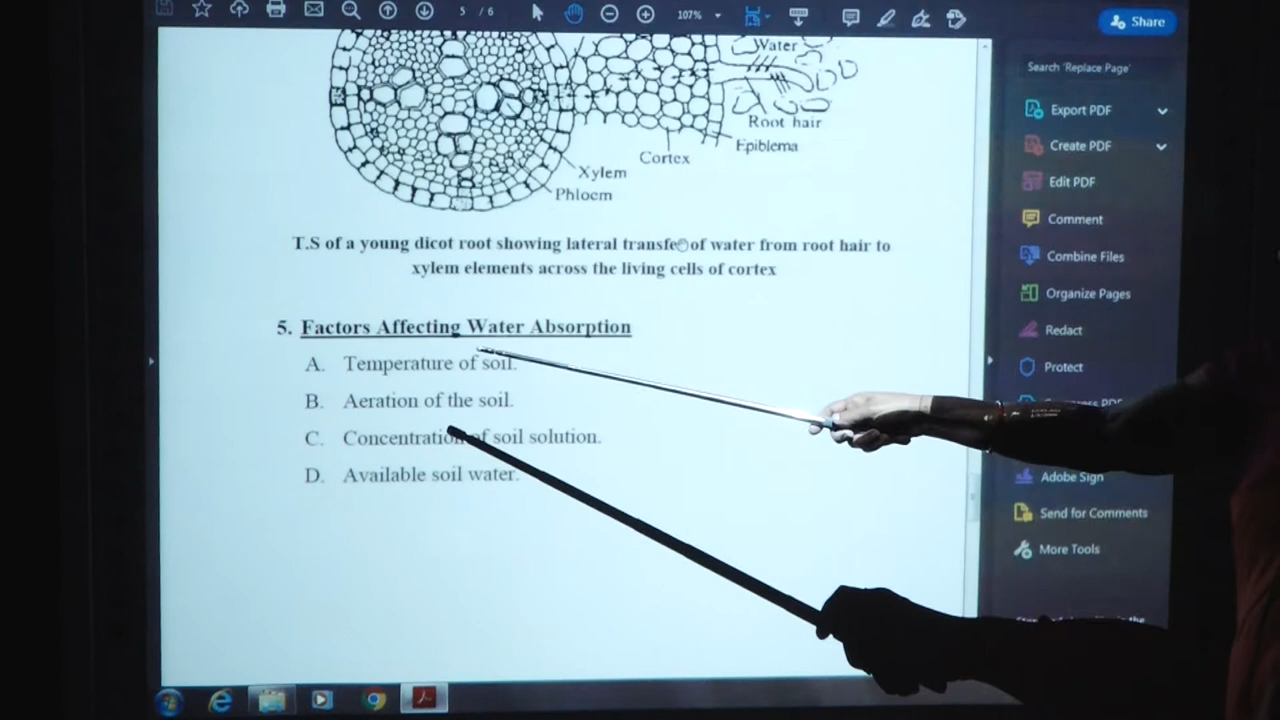 5 / 6
107%
Share
Water
Root hair
Epiblema
Cortex
Xylem
Phloem
T.S of a young dicot root showing lateral transfe of water from root hair to
xylem elements across the living cells of cortex
5. Factors Affecting Water Absorption
A. Temperature of soil.
B. Aeration of the soil.
C. Concentration of soil solution.
D. Available soil water.
Search 'Replace Page'
Export PDF
Create PDF
Edit PDF
Comment
Combine Files
Organize Pages
Redact
Protect
PDF
Adobe Sign
Send for Comments
More Tools